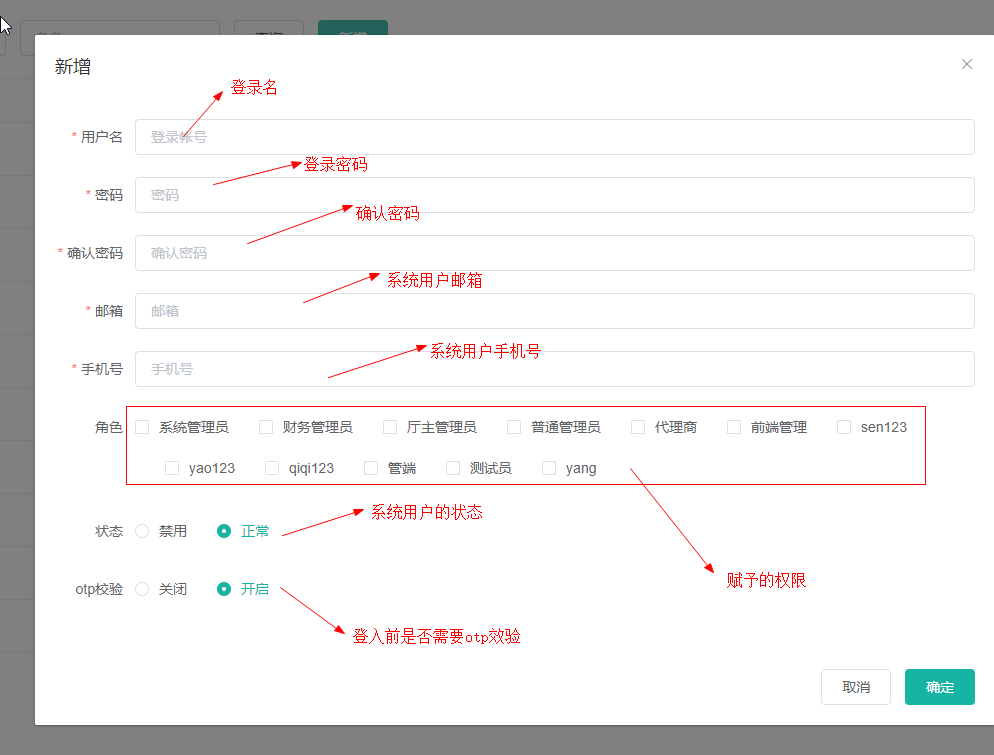 新增
登录名
* 用户名 登录帐号
登录密码
* 密码 密码
确认密码
* 确认密码 确认密码
系统用户邮箱
* 邮箱 邮箱
系统用户手机号
* 手机号 手机号
角色 系统管理员 财务管理员 厅主管理员 普通管理员 代理商 前端管理 sen123
yao123 qiqi123 管端 测试员 yang
系统用户的状态
状态 禁用 正常
赋予的权限
otp校验 关闭 开启
登入前是否需要otp效验
取消 确定